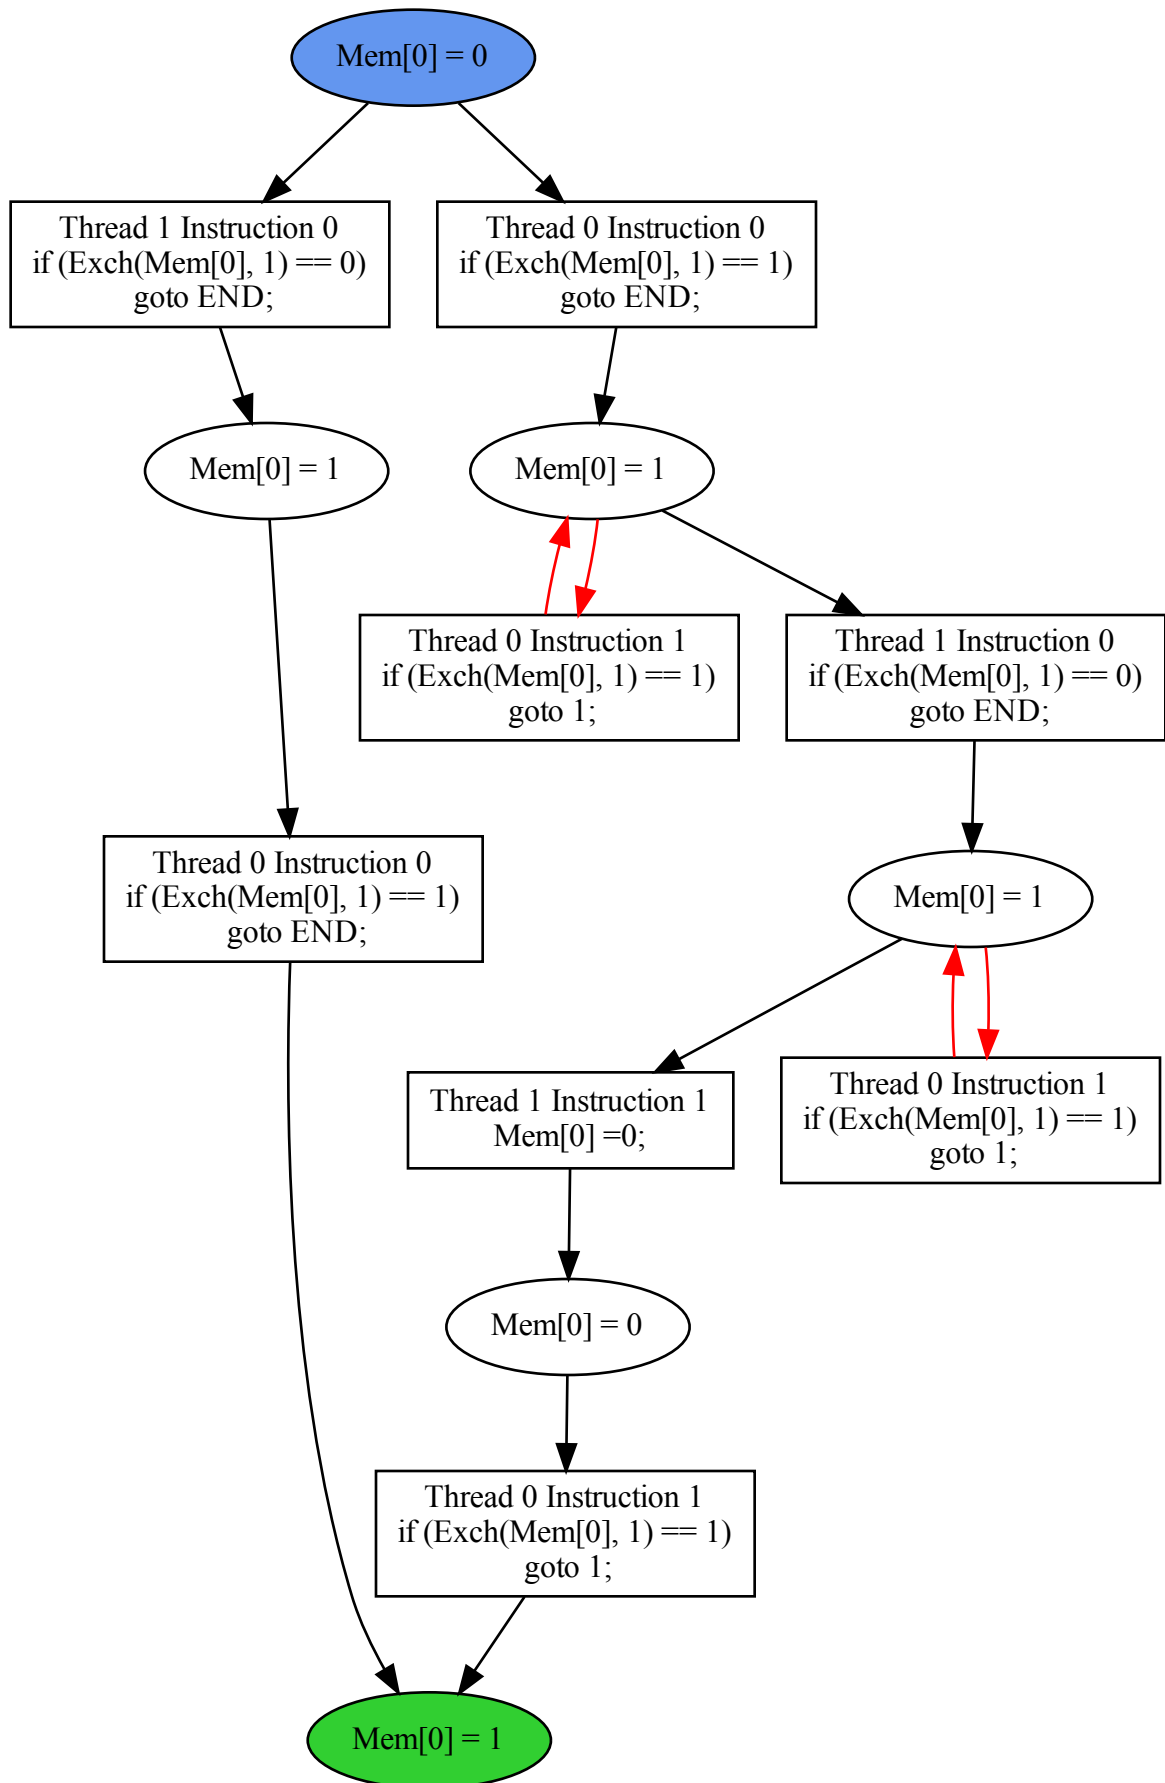 Mem[0] = 0
Thread 1 Instruction 0
if (Exch(Mem[0], 1) == 0)
goto END;
Thread 0 Instruction 0
if (Exch(Mem[0], 1) == 1)
goto END;
Mem[0] = 1
Mem[0] = 1
Thread 0 Instruction 1
if (Exch(Mem[0], 1) == 1)
goto 1;
Thread 1 Instruction 0
if (Exch(Mem[0], 1) == 0)
goto END;
Thread 0 Instruction 0
if (Exch(Mem[0], 1) == 1)
goto END;
Mem[0] = 1
Thread 1 Instruction 1
Mem[0] =0;
Thread 0 Instruction 1
if (Exch(Mem[0], 1) == 1)
goto 1;
Mem[0] = 0
Thread 0 Instruction 1
if (Exch(Mem[0], 1) == 1)
goto 1;
Mem[0] = 1